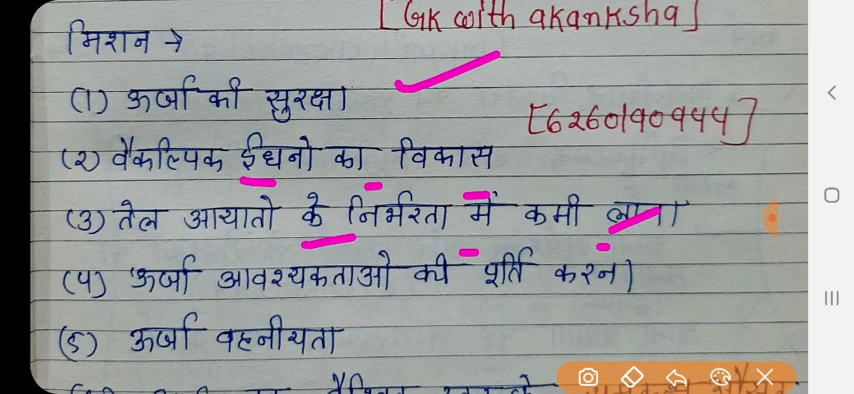 [GK with akanksha]
मिशन →
(1) ऊर्जा की सुरक्षा।
[6260190944]
(2) वैकल्पिक ईधनो का विकास
(3) तेल आयातो के निर्भरता में कमी लाना
(4) ऊर्जा आवश्यकताओ की पूर्ति करना
(5) ऊर्जा वहनीयता